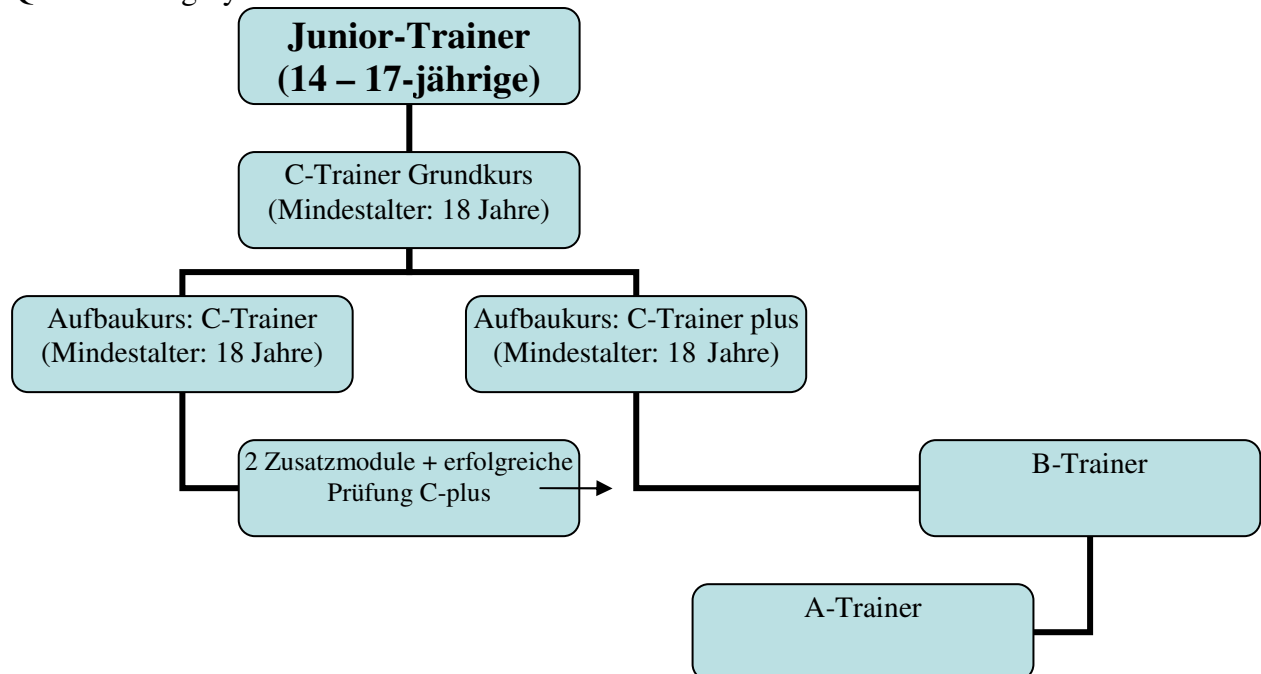 Junior-Trainer
(14 – 17-jährige)
C-Trainer Grundkurs
(Mindestalter: 18 Jahre)
Aufbaukurs: C-Trainer
(Mindestalter: 18 Jahre)
Aufbaukurs: C-Trainer plus
(Mindestalter: 18 Jahre)
2 Zusatzmodule + erfolgreiche
Prüfung C-plus
B-Trainer
A-Trainer